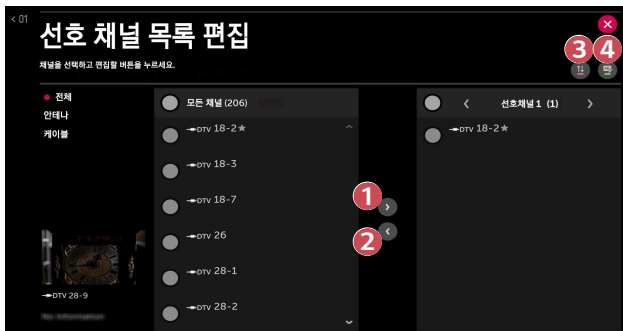 < 01
선호 채널 목록 편집
채널을 선택하고 편집할 버튼을 누르세요.
3 4
전체
안테나
케이블
모든 채널 (206)
DTV 18-2★
DTV 18-3
DTV 18-7
DTV 26
DTV 28-1
DTV 28-2
1
2
선호채널 1 (1)
DTV 18-2★
DTV 28-9